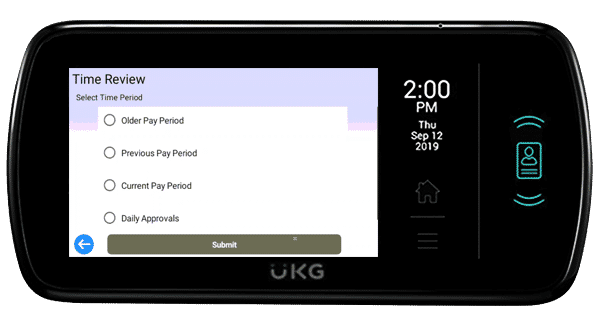 Time Review
Select Time Period
Older Pay Period
Previous Pay Period
Current Pay Period
Daily Approvals
Submit
2:00
PM
Thu
Sep 12
2019
UKG